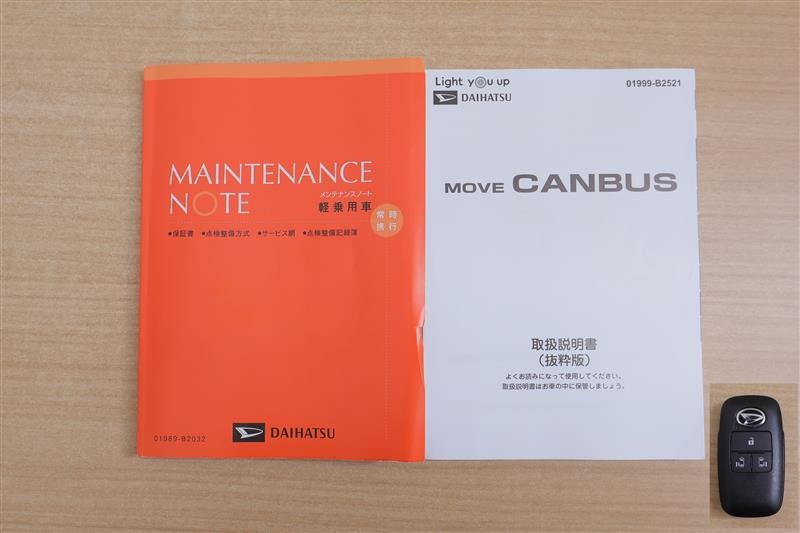 MAINTENANCE
NOTE
メンテナンスノート
軽乗用車
常時
携行
●保証書 ●点検整備方式 ●サービス網 ●点検整備記録簿
01989-B2032
DAIHATSU
Light you up
DAIHATSU
01999-B2521
MOVE CANBUS
取扱説明書
（抜粋版）
よくお読みになって使用してください。
取扱説明書はお車の中に保管しましょう。